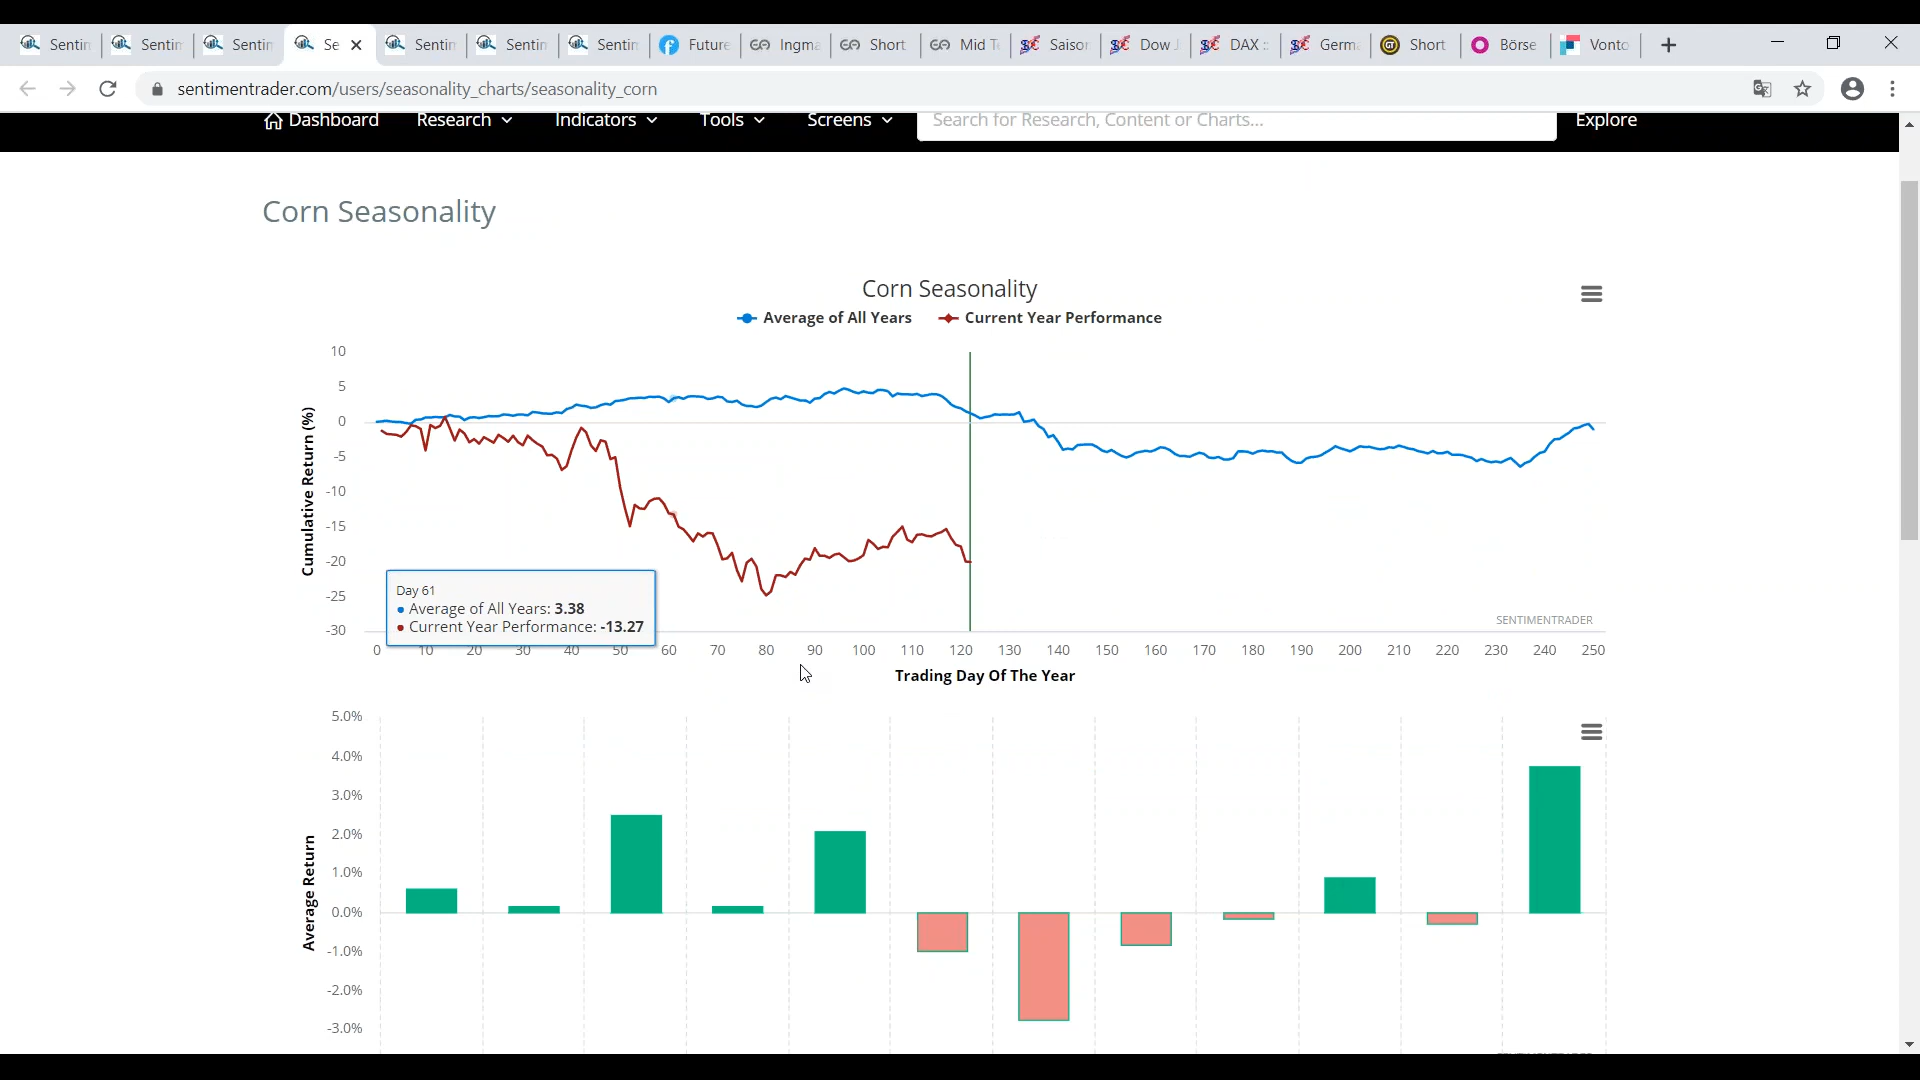 Sentin
Sentin
Sentin
Se
Sentin
Sentin
Sentin
Future
Ingma
Short
Mid Te
Saison
Dow J
DAX ::
Germa
Short
Börse
Vonto
sentimentrader.com/users/seasonality_charts/seasonality_corn
Dashboard Research Indicators Tools Screens Search for Research, Content or Charts... Explore
Corn Seasonality
Corn Seasonality
Average of All Years Current Year Performance
Cumulative Return (%)
10
5
0
-5
-10
-15
-20
-25
-30
Day 61
Average of All Years: 3.38
Current Year Performance: -13.27
SENTIMENTRADER
0 10 20 30 40 50 60 70 80 90 100 110 120 130 140 150 160 170 180 190 200 210 220 230 240 250
Trading Day Of The Year
Average Return
5.0%
4.0%
3.0%
2.0%
1.0%
0.0%
-1.0%
-2.0%
-3.0%